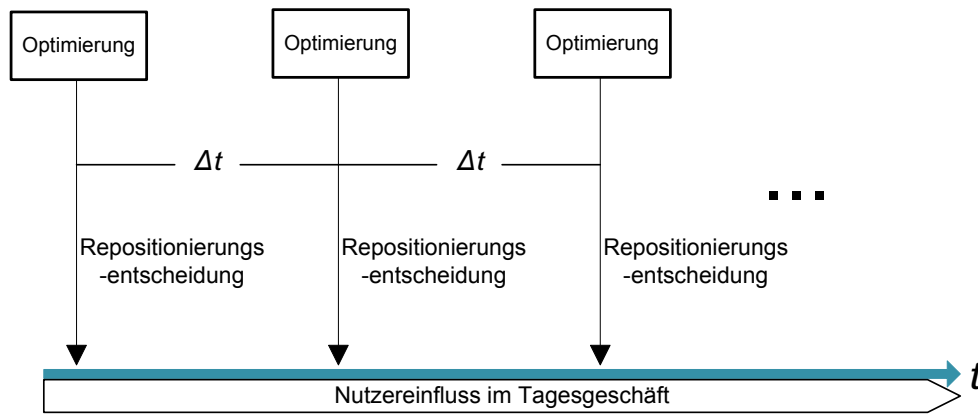 Optimierung
Optimierung
Optimierung
Δt
Δt
...
Repositionierungs
-entscheidung
Repositionierungs
-entscheidung
Repositionierungs
-entscheidung
t
Nutzereinfluss im Tagesgeschäft